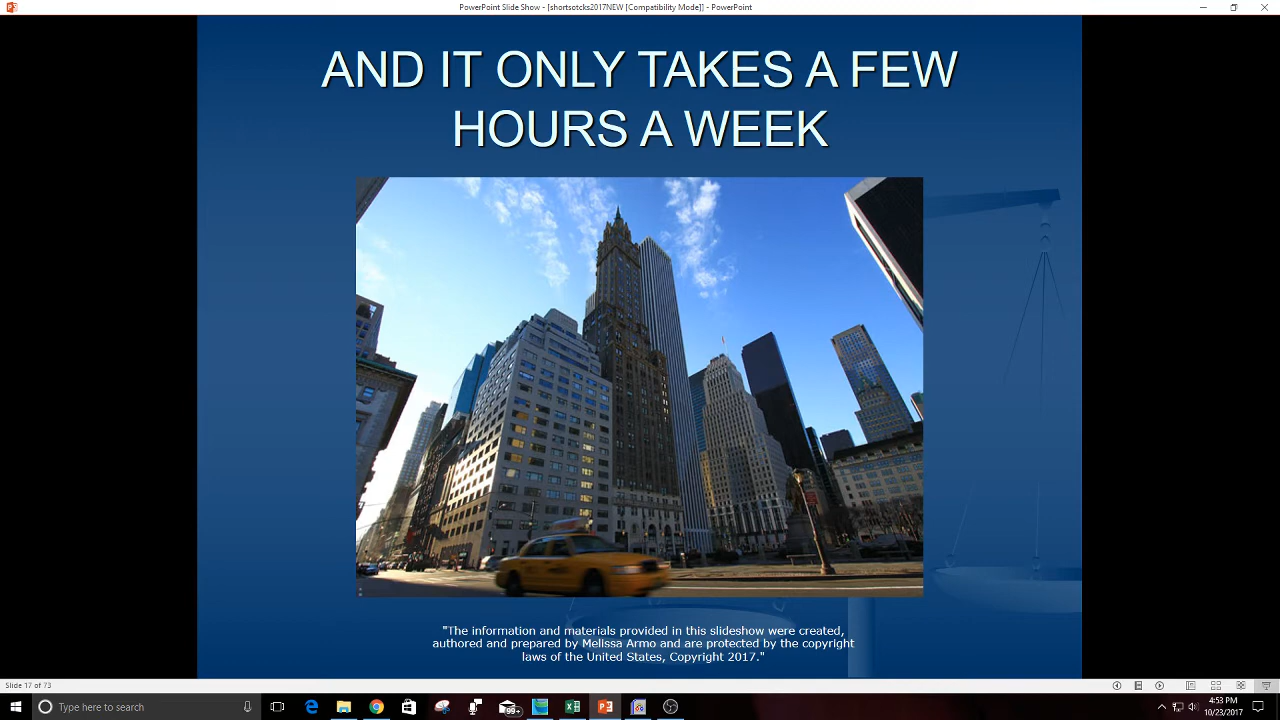 PowerPoint Slide Show - [shortsotcks2017NEW [Compatibility Mode]] - PowerPoint
AND IT ONLY TAKES A FEW
HOURS A WEEK
"The information and materials provided in this slideshow were created,
authored and prepared by Melissa Armo and are protected by the copyright
laws of the United States, Copyright 2017."
Slide 17 of 73
Type here to search
99+
4:53 PM
10/23/2017